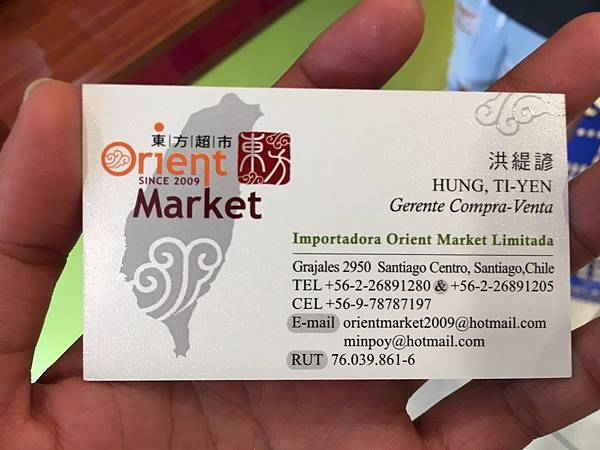 東方超市
Orient
東方
SINCE 2009
Market
洪緹諺
HUNG, TI-YEN
Gerente Compra-Venta
Importadora Orient Market Limitada
Grajales 2950 Santiago Centro, Santiago,Chile
TEL +56-2-26891280 & +56-2-26891205
CEL +56-9-78787197
E-mail orientmarket2009@hotmail.com
minpoy@hotmail.com
RUT 76.039.861-6